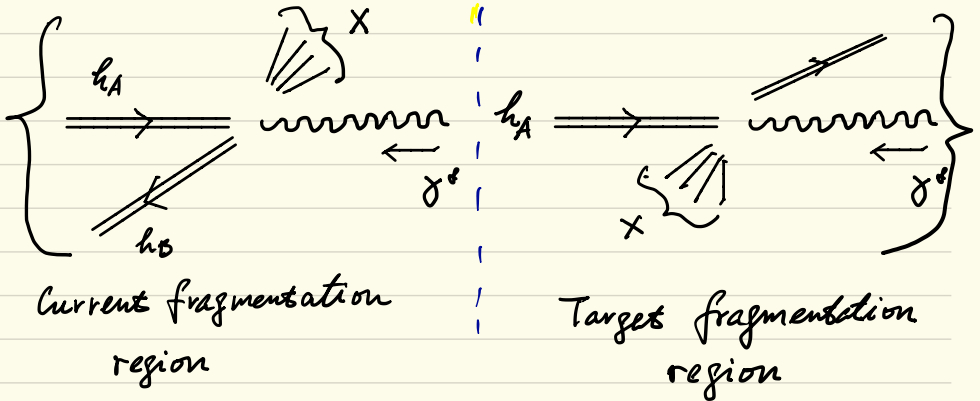 X
h_A
γ*
h_B
Current fragmentation
region
h_A
X
γ*
Target fragmentation
region